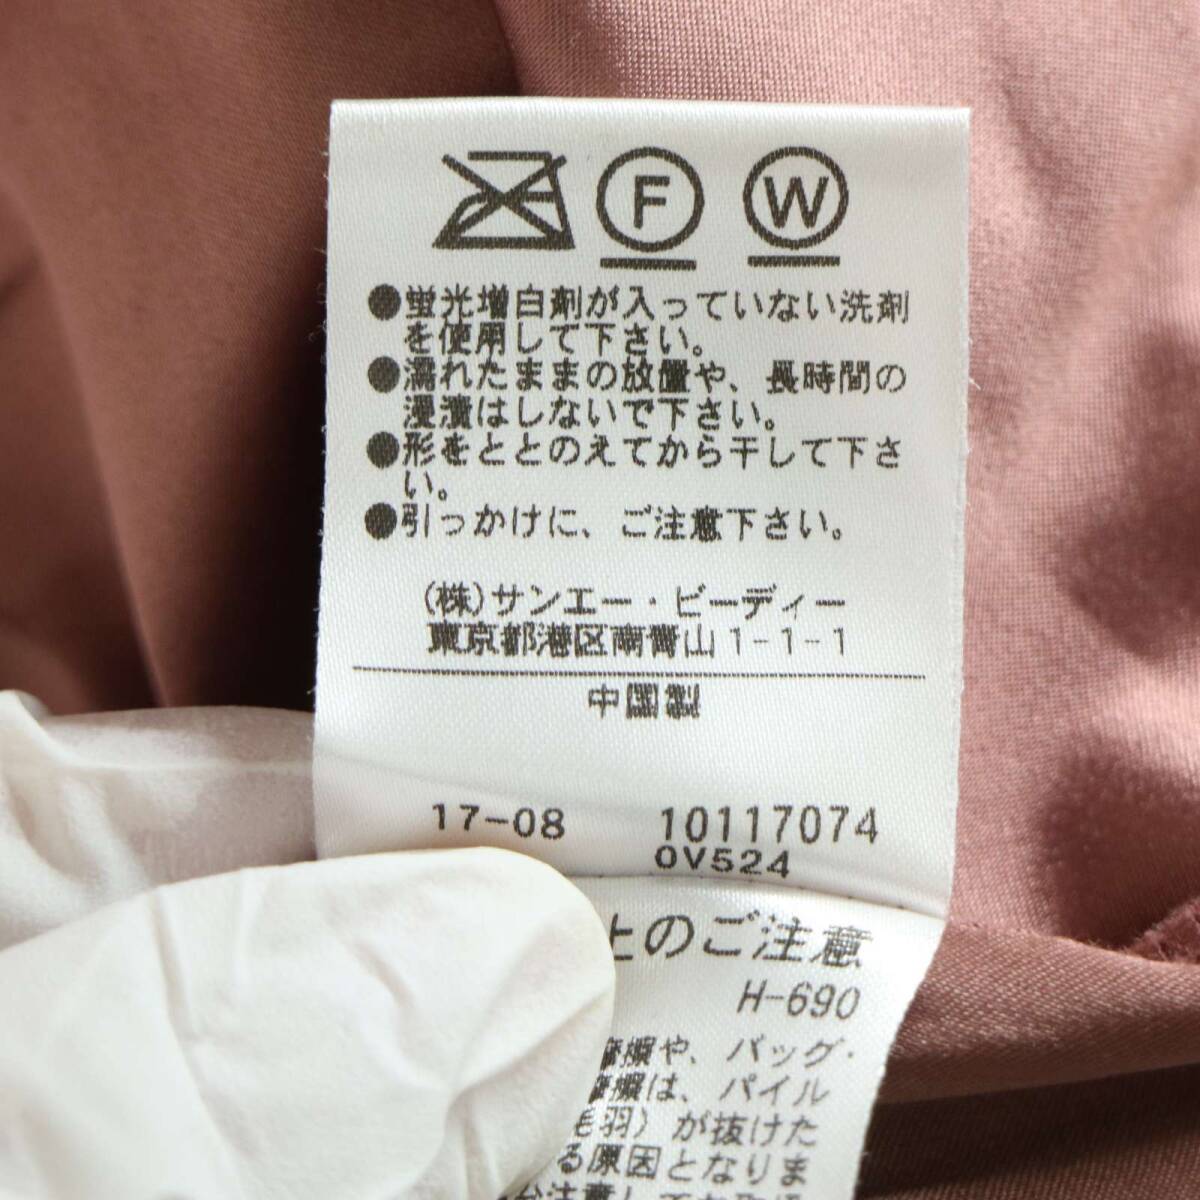 F W
●蛍光増白剤が入っていない洗剤
を使用して下さい。
●濡れたままの放置や、長時間の
浸漬はしないで下さい。
●形をととのえてから干して下さ
い。
●引っかけに、ご注意下さい。
(株)サンエー・ビーディー
東京都港区南青山1-1-1
中国製
17-08 10117074
0V524
上のご注意
H-690
摩擦や、バッグ・
摩擦は、パイル
毛羽）が抜けた
る原因となりま